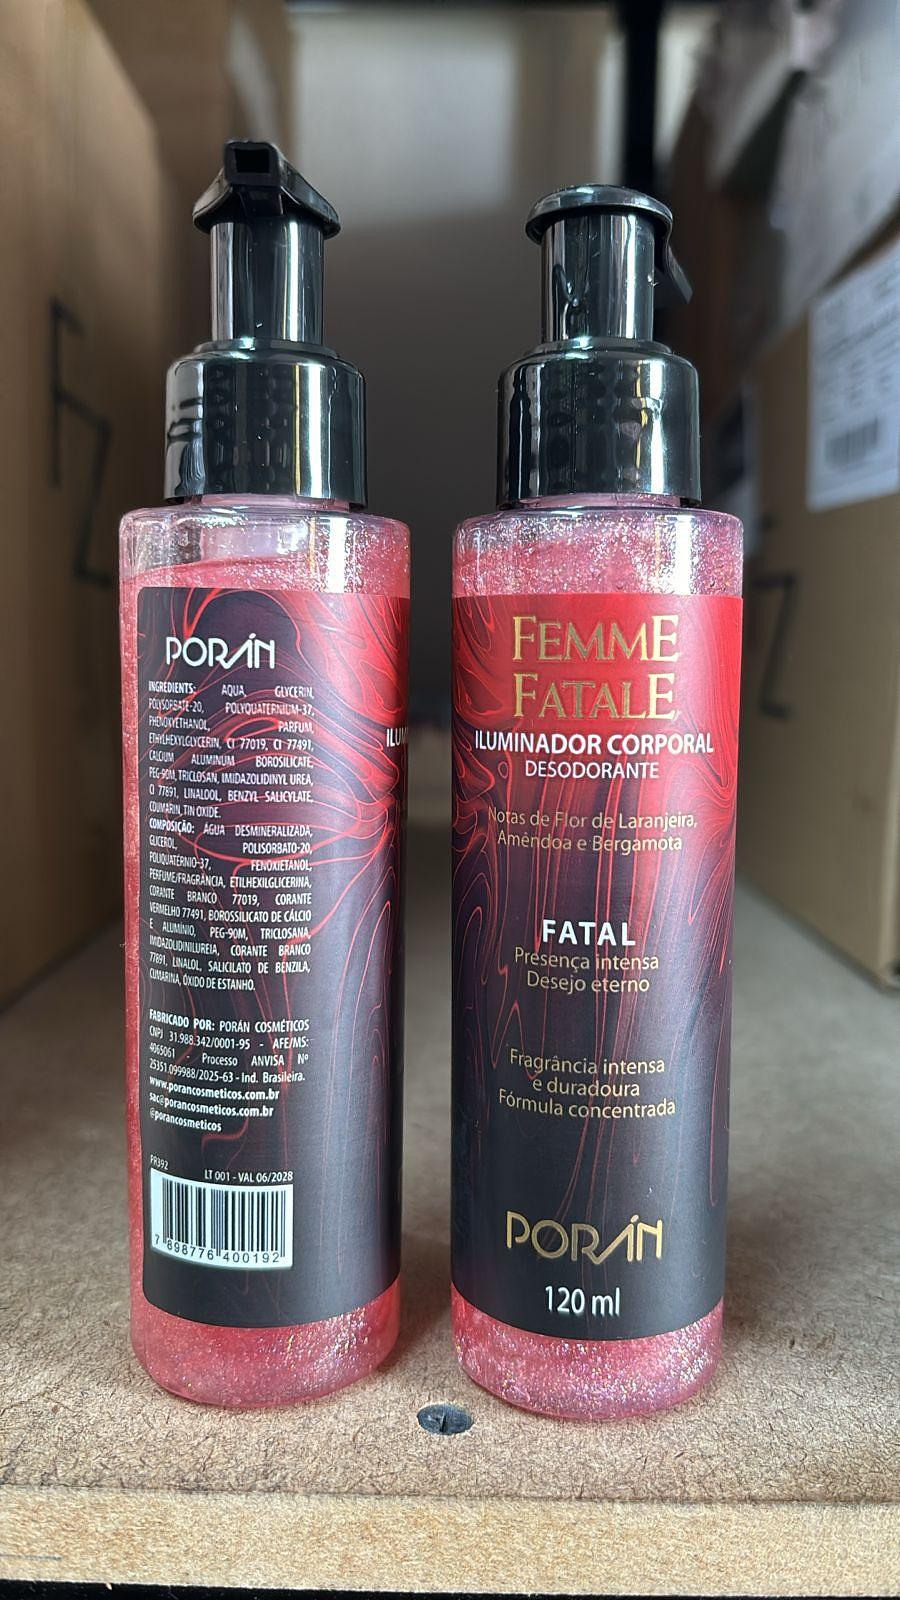 PORÁN
INGREDIENTS: AQUA, GLYCERIN,
POLYSORBATE-20, POLYQUATERNIUM-37,
PHENOXYETHANOL, PARFUM,
ETHYLHEXYLGLYCERIN, CI 77019, CI 77491,
CALCIUM ALUMINUM BOROSILICATE,
PEG-90M, TRICLOSAN, IMIDAZOLIDINYL UREA,
CI 77891, LINALOOL, BENZYL SALICYLATE,
COUMARIN, TIN OXIDE.
COMPOSIÇÃO: ÁGUA DESMINERALIZADA,
GLICEROL, POLISORBATO-20,
POLIQUATÉRNIO-37, FENOXIETANOL,
PERFUME/FRAGRÂNCIA, ETILHEXILGLICERINA,
CORANTE BRANCO 77019, CORANTE
VERMELHO 77491, BOROSSILICATO DE CÁLCIO
E ALUMÍNIO, PEG-90M, TRICLOSANA,
IMIDAZOLIDINILUREIA, CORANTE BRANCO
77891, LINALOL, SALICILATO DE BENZILA,
CUMARINA, ÓXIDO DE ESTANHO.
FABRICADO POR: PORÁN COSMÉTICOS
CNPJ 31.988.342/0001-95 - AFE/MS:
4065061 Processo ANVISA Nº
25351.099988/2025-63 - Ind. Brasileira.
www.porancosmeticos.com.br
sac@porancosmeticos.com.br
@porancosmeticos
PR392
LT 001 - VAL 06/2028
7 898776 400192
ILUM
FEMME
FATALE
ILUMINADOR CORPORAL
DESODORANTE
Notas de Flor de Laranjeira,
Amêndoa e Bergamota
FATAL
Presença intensa
Desejo eterno
Fragrância intensa
e duradoura
Fórmula concentrada
PORÁN
120 ml